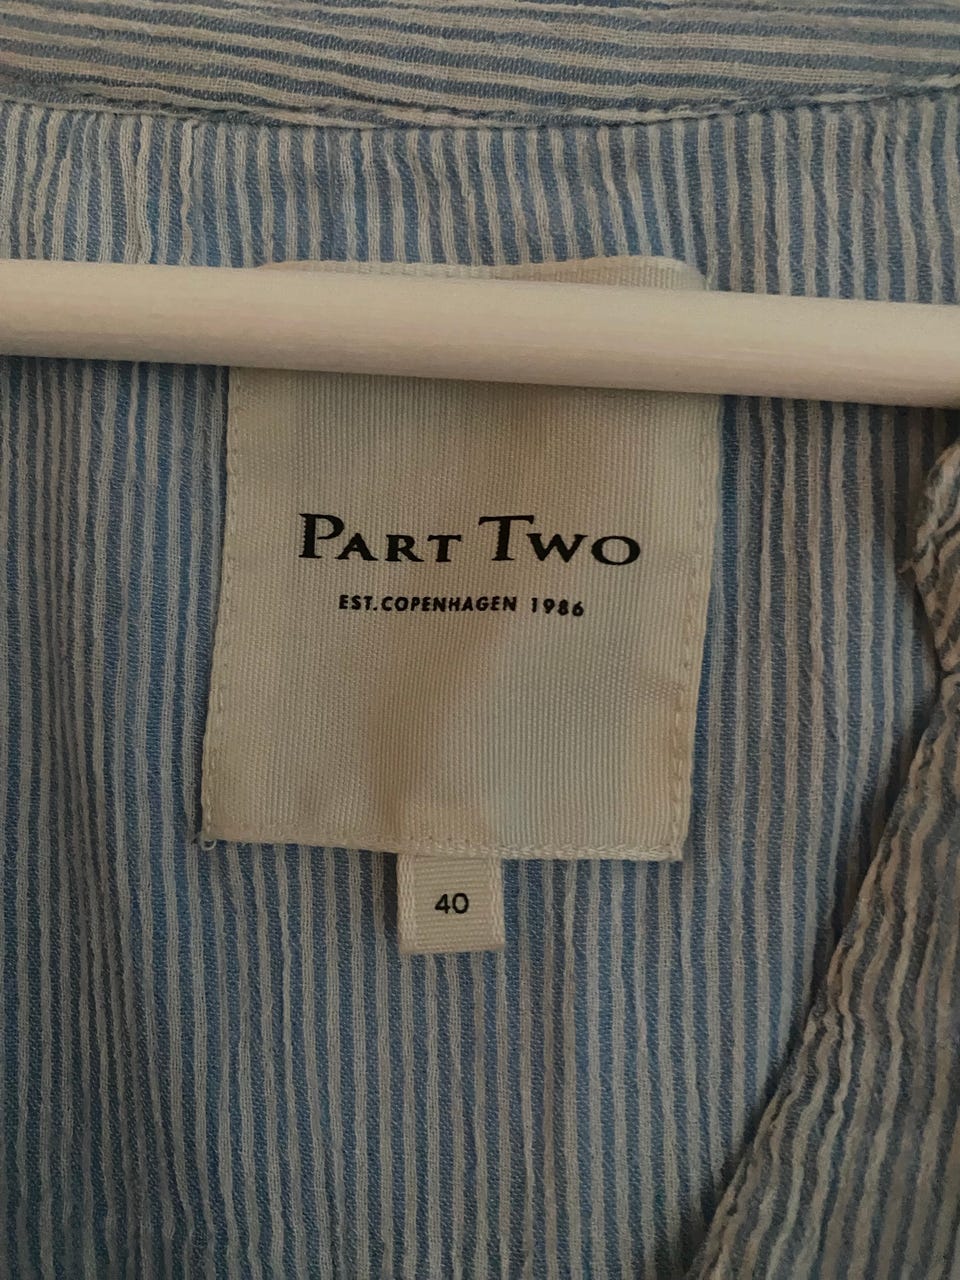 PART TWO
EST. COPENHAGEN 1986
40